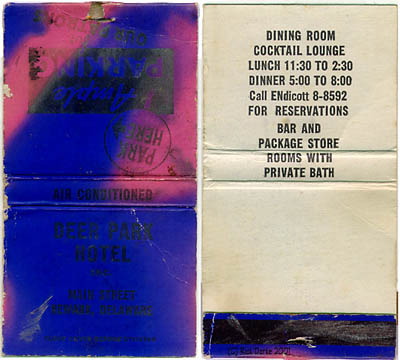 Ample
PARKING
PARK
HERE
AIR CONDITIONED
DEER PARK
HOTEL
MAIN STREET
NEWARK, DELAWARE
DINING ROOM
COCKTAIL LOUNGE
LUNCH 11:30 TO 2:30
DINNER 5:00 TO 8:00
Call ENdicott 8-8592
FOR RESERVATIONS
BAR AND
PACKAGE STORE
ROOMS WITH
PRIVATE BATH
2001